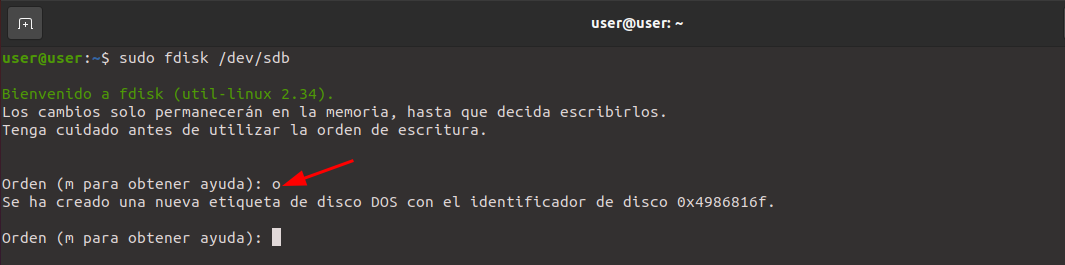 user@user: ~
user@user:~$ sudo fdisk /dev/sdb
Bienvenido a fdisk (util-linux 2.34).
Los cambios solo permanecerán en la memoria, hasta que decida escribirlos.
Tenga cuidado antes de utilizar la orden de escritura.
Orden (m para obtener ayuda): o
Se ha creado una nueva etiqueta de disco DOS con el identificador de disco 0x4986816f.
Orden (m para obtener ayuda):